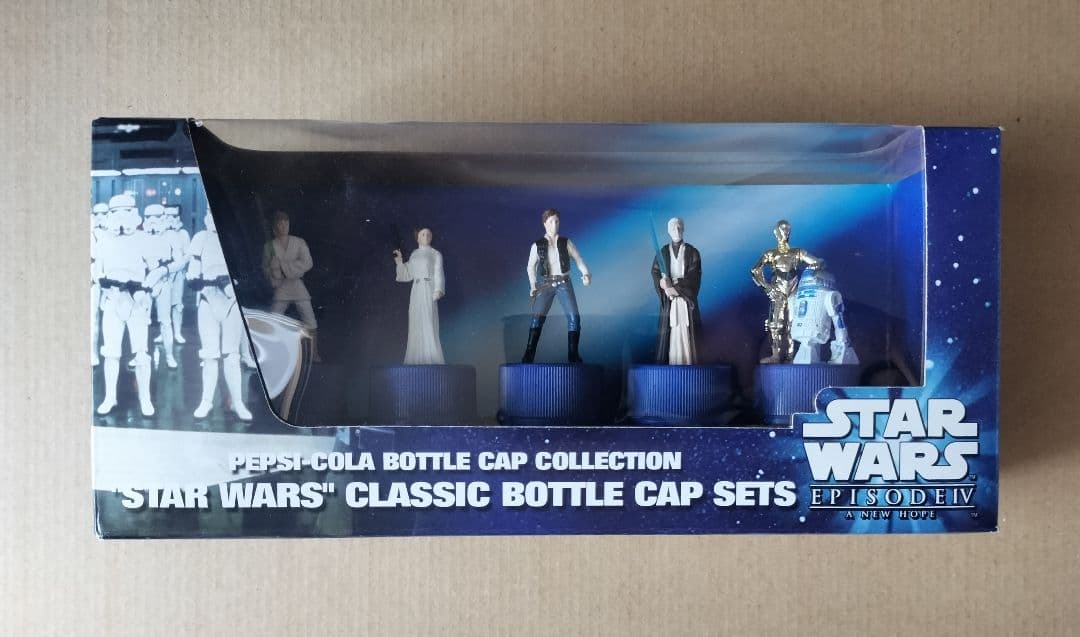 PEPSI-COLA BOTTLE CAP COLLECTION
"STAR WARS" CLASSIC BOTTLE CAP SETS
STAR
WARS
EPISODE IV
A NEW HOPE